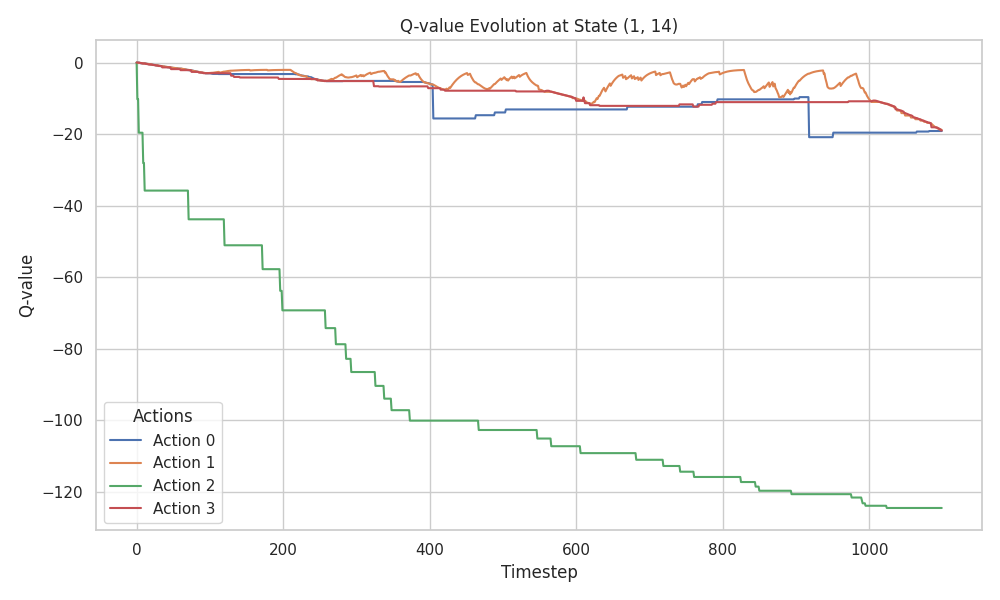 Q-value Evolution at State (1, 14)
Q-value
0
−20
−40
−60
−80
−100
−120
Actions
Action 0
Action 1
Action 2
Action 3
0
200
400
600
800
1000
Timestep